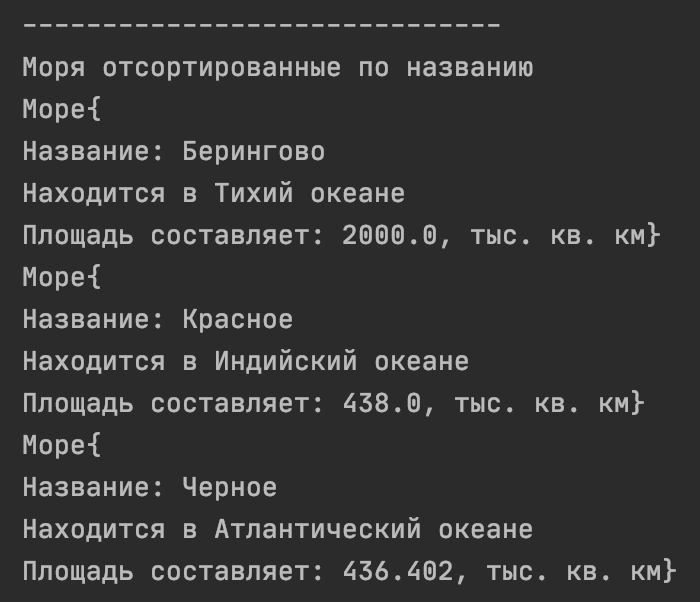 ------------------------------
Моря отсортированные по названию
Море{
Название: Берингово
Находится в Тихий океане
Площадь составляет: 2000.0, тыс. кв. км}
Море{
Название: Красное
Находится в Индийский океане
Площадь составляет: 438.0, тыс. кв. км}
Море{
Название: Черное
Находится в Атлантический океане
Площадь составляет: 436.402, тыс. кв. км}